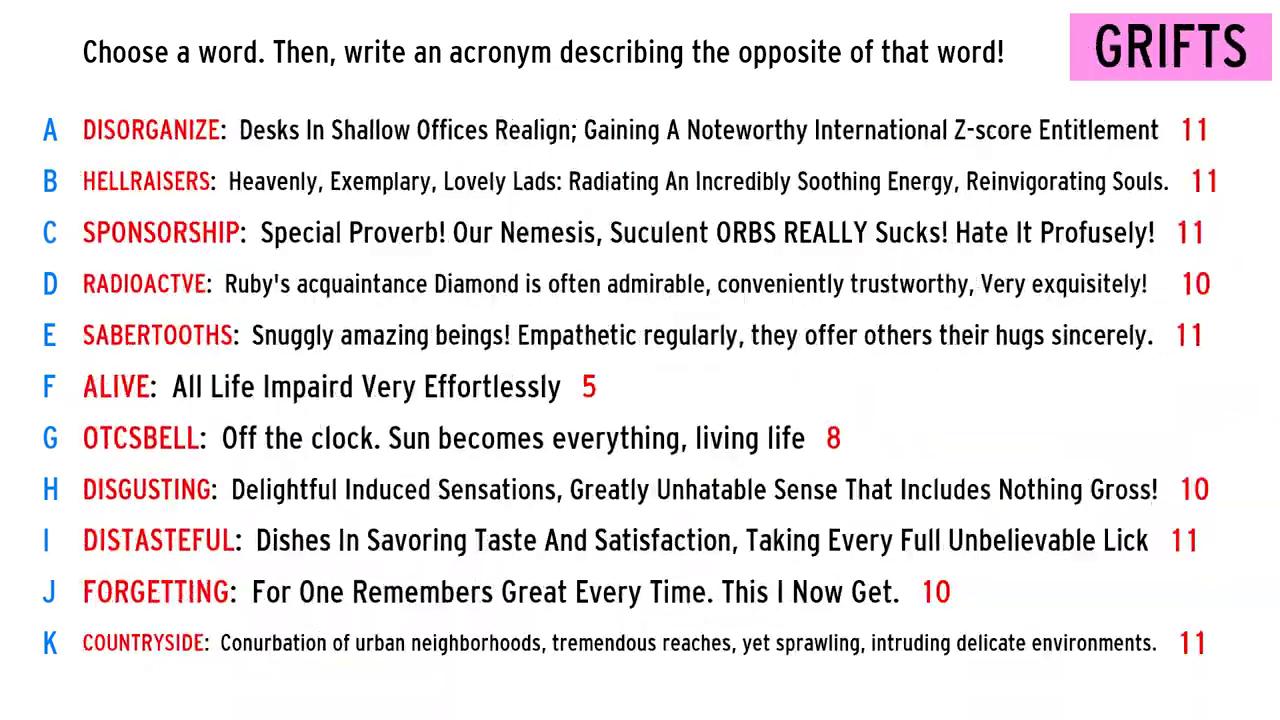 Choose a word. Then, write an acronym describing the opposite of that word!
GRIFTS
A DISORGANIZE: Desks In Shallow Offices Realign; Gaining A Noteworthy International Z-score Entitlement 11
B HELLRAISERS: Heavenly, Exemplary, Lovely Lads: Radiating An Incredibly Soothing Energy, Reinvigorating Souls. 11
C SPONSORSHIP: Special Proverb! Our Nemesis, Suculent ORBS REALLY Sucks! Hate It Profusely! 11
D RADIOACTVE: Ruby's acquaintance Diamond is often admirable, conveniently trustworthy, Very exquisitely! 10
E SABERTOOTHS: Snuggly amazing beings! Empathetic regularly, they offer others their hugs sincerely. 11
F ALIVE: All Life Impaird Very Effortlessly 5
G OTCSBELL: Off the clock. Sun becomes everything, living life 8
H DISGUSTING: Delightful Induced Sensations, Greatly Unhatable Sense That Includes Nothing Gross! 10
I DISTASTEFUL: Dishes In Savoring Taste And Satisfaction, Taking Every Full Unbelievable Lick 11
J FORGETTING: For One Remembers Great Every Time. This I Now Get. 10
K COUNTRYSIDE: Conurbation of urban neighborhoods, tremendous reaches, yet sprawling, intruding delicate environments. 11